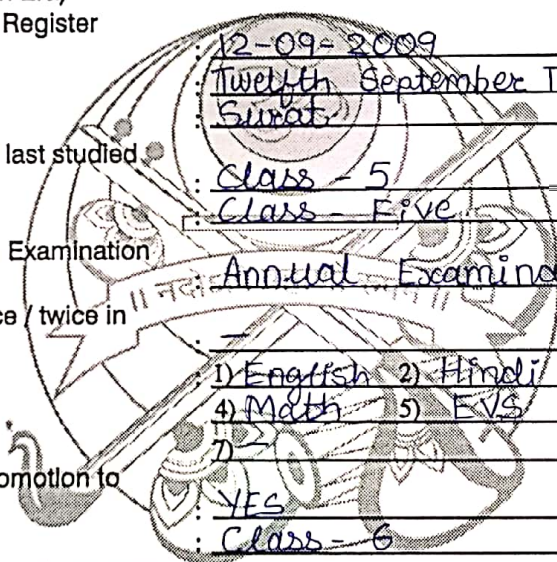 Register
: 12-09-2009
: Twelfth September T
: Surat.
last studied
: Class - 5
: Class - Five
Examination
: Annual Examina
/ twice in
: -
1) English 2) Hindi
4) Math 5) EVS
7) -
omotion to
: YES
: Class - 6